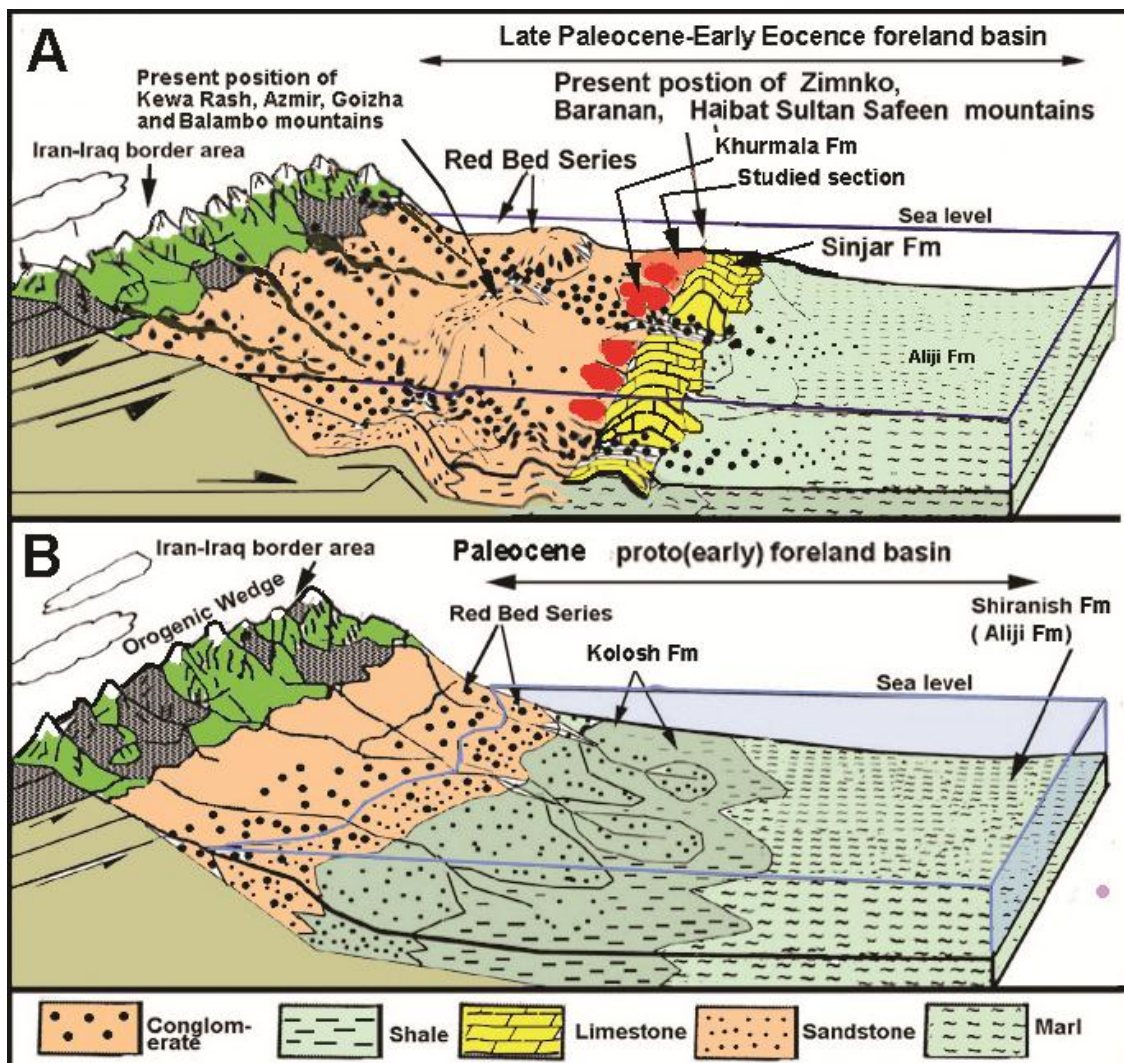 A
Late Paleocene-Early Eocence foreland basin
Present position of
Kewa Rash, Azmir, Goizha
and Balambo mountains
Present postion of Zimnko,
Baranan, Haibat Sultan Safeen mountains
Iran-Iraq border area
Red Bed Series
Khurmala Fm
Studied section
Sea level
Sinjar Fm
Aliji Fm
B
Iran-Iraq border area
Paleocene proto(early) foreland basin
Orogenic Wedge
Red Bed Series
Kolosh Fm
Shiranish Fm
( Aliji Fm)
Sea level
Conglom-
erate
Shale
Limestone
Sandstone
Marl